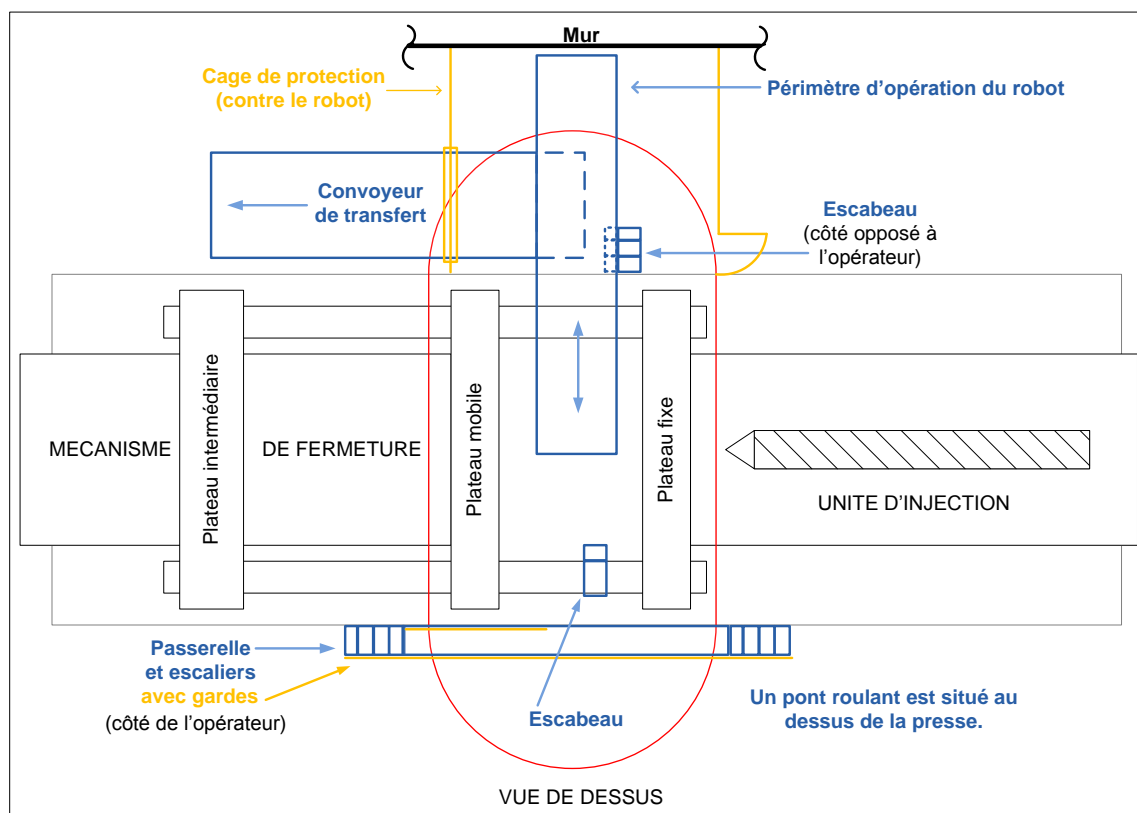 Mur
Cage de protection
(contre le robot)
Périmètre d’opération du robot
Convoyeur
de transfert
Escabeau
(côté opposé à
l’opérateur)
Plateau intermédiaire
Plateau mobile
Plateau fixe
MECANISME
DE FERMETURE
UNITE D’INJECTION
Passerelle
et escaliers
avec gardes
(côté de l’opérateur)
Escabeau
Un pont roulant est situé au
dessus de la presse.
VUE DE DESSUS